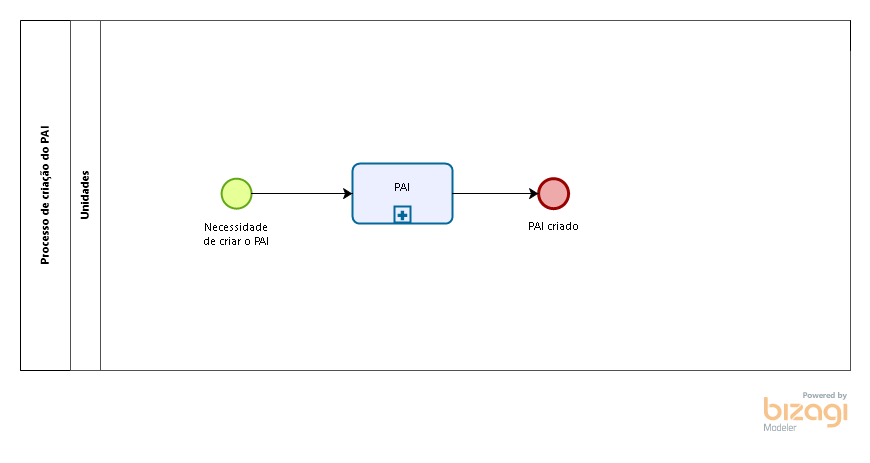 Processo de criação do PAI
Unidades
Necessidade
de criar o PAI
PAI
PAI criado
Powered by
bizagi
Modeler